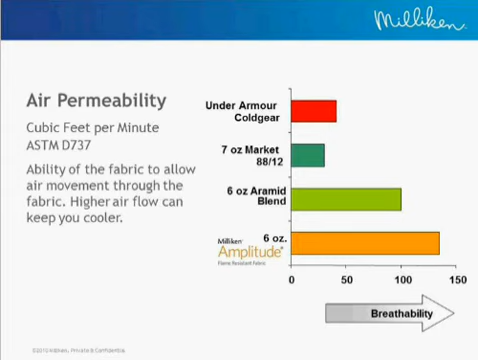 Milliken
Air Permeability
Cubic Feet per Minute
ASTM D737
Ability of the fabric to allow
air movement through the
fabric. Higher air flow can
keep you cooler.
Under Armour
Coldgear
7 oz Market
88/12
6 oz Aramid
Blend
Milliken
6 oz.
Amplitude
Flame Resistant Fabric
0 50 100 150
Breathability
©2010 Milliken, Private & Confidential.